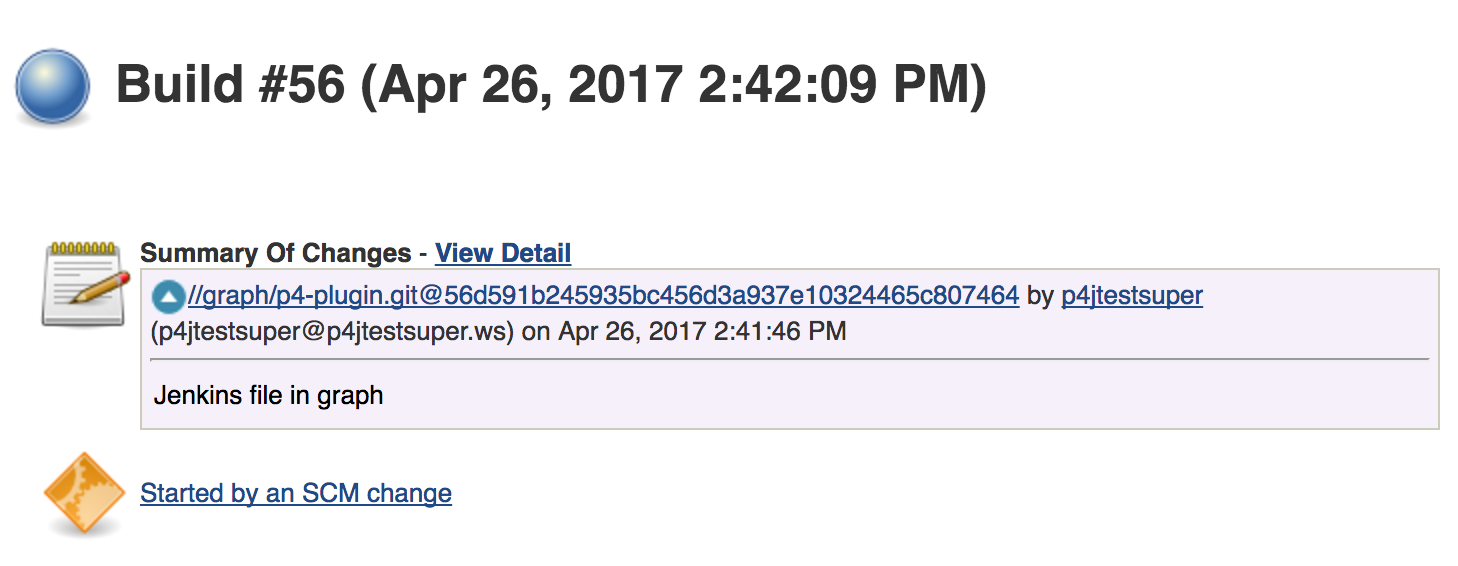 Build #56 (Apr 26, 2017 2:42:09 PM)
Summary Of Changes - View Detail
//graph/p4-plugin.git@56d591b245935bc456d3a937e10324465c807464 by p4jtestsuper
(p4jtestsuper@p4jtestsuper.ws) on Apr 26, 2017 2:41:46 PM
Jenkins file in graph
Started by an SCM change